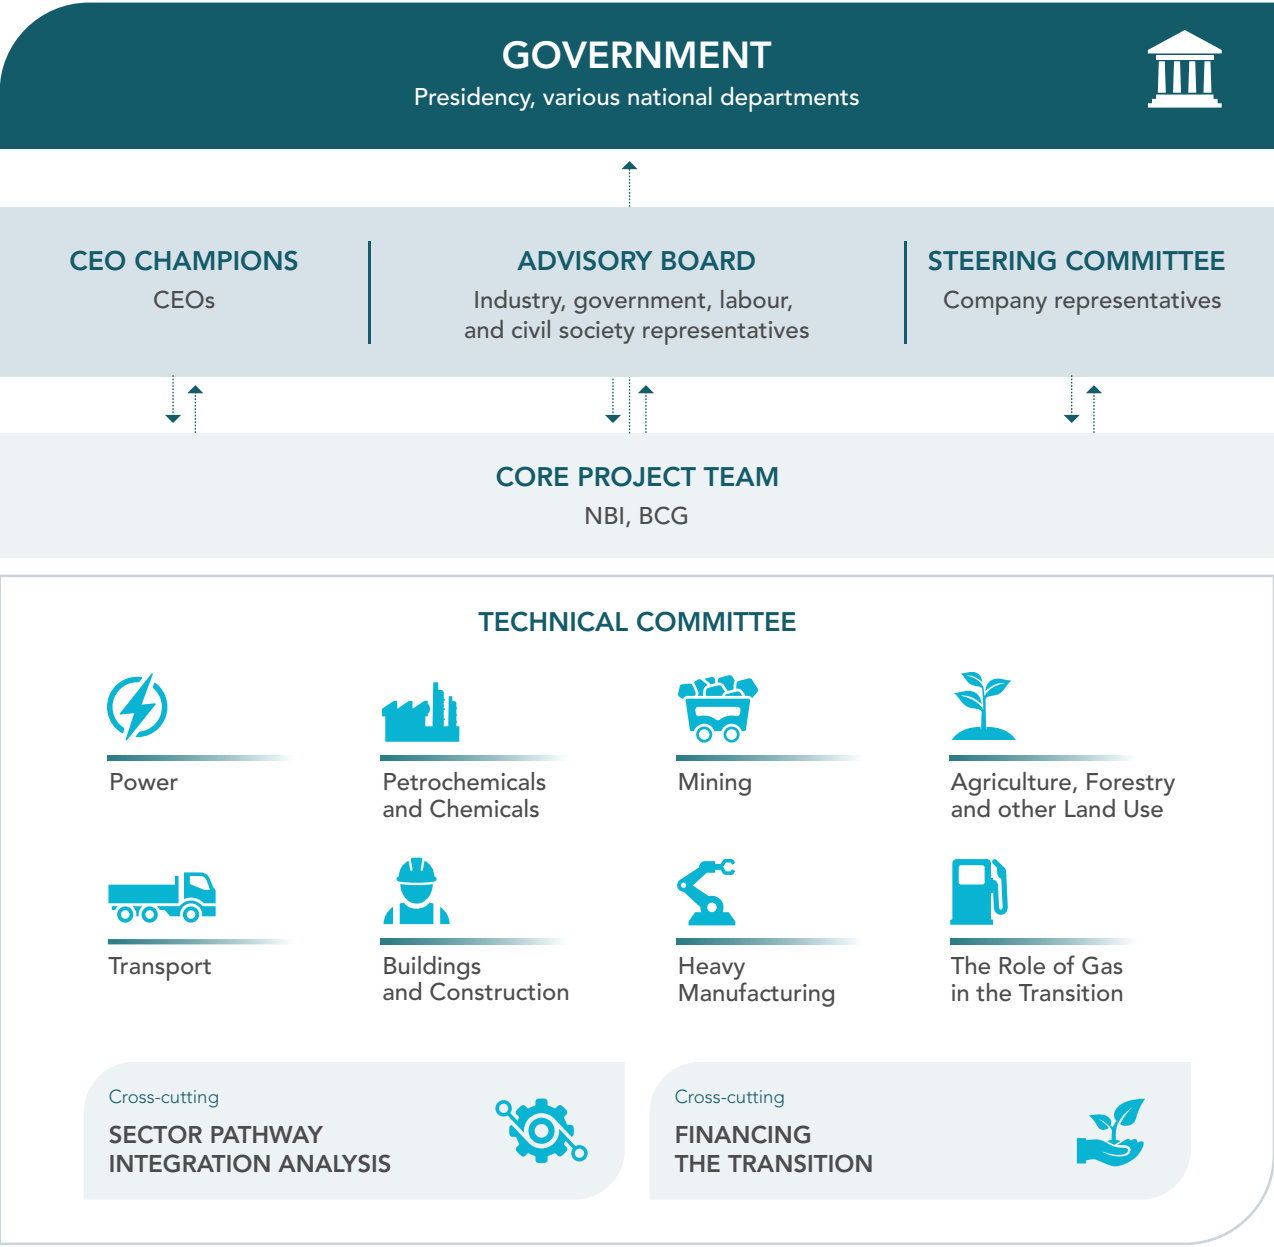 GOVERNMENT
Presidency, various national departments
CEO CHAMPIONS
CEOs
ADVISORY BOARD
Industry, government, labour,
and civil society representatives
STEERING COMMITTEE
Company representatives
CORE PROJECT TEAM
NBI, BCG
TECHNICAL COMMITTEE
Power
Petrochemicals
and Chemicals
Mining
Agriculture, Forestry
and other Land Use
Transport
Buildings
and Construction
Heavy
Manufacturing
The Role of Gas
in the Transition
Cross-cutting
SECTOR PATHWAY
INTEGRATION ANALYSIS
Cross-cutting
FINANCING
THE TRANSITION